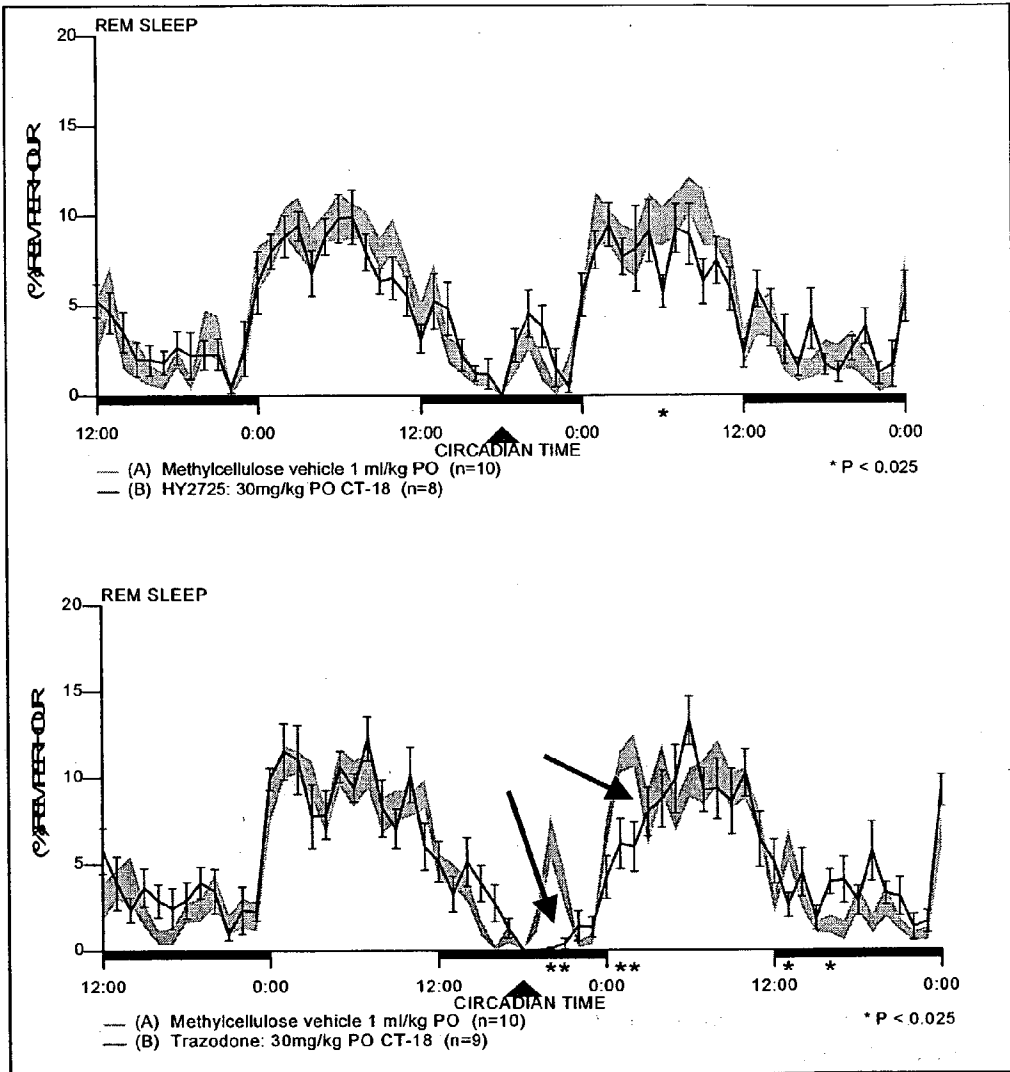 REM SLEEP
20
15
10
5
0
12:00 0:00 12:00 0:00 12:00 0:00
*
CIRCADIAN TIME
(A) Methylcellulose vehicle 1 ml/kg PO (n=10)
* P < 0.025
(B) HY2725: 30mg/kg PO CT-18 (n=8)
REM SLEEP
20
15
10
5
0
** ** * *
12:00 0:00 12:00 0:00 12:00 0:00
CIRCADIAN TIME
(A) Methylcellulose vehicle 1 ml/kg PO (n=10)
* P < 0.025
(B) Trazodone: 30mg/kg PO CT-18 (n=9)